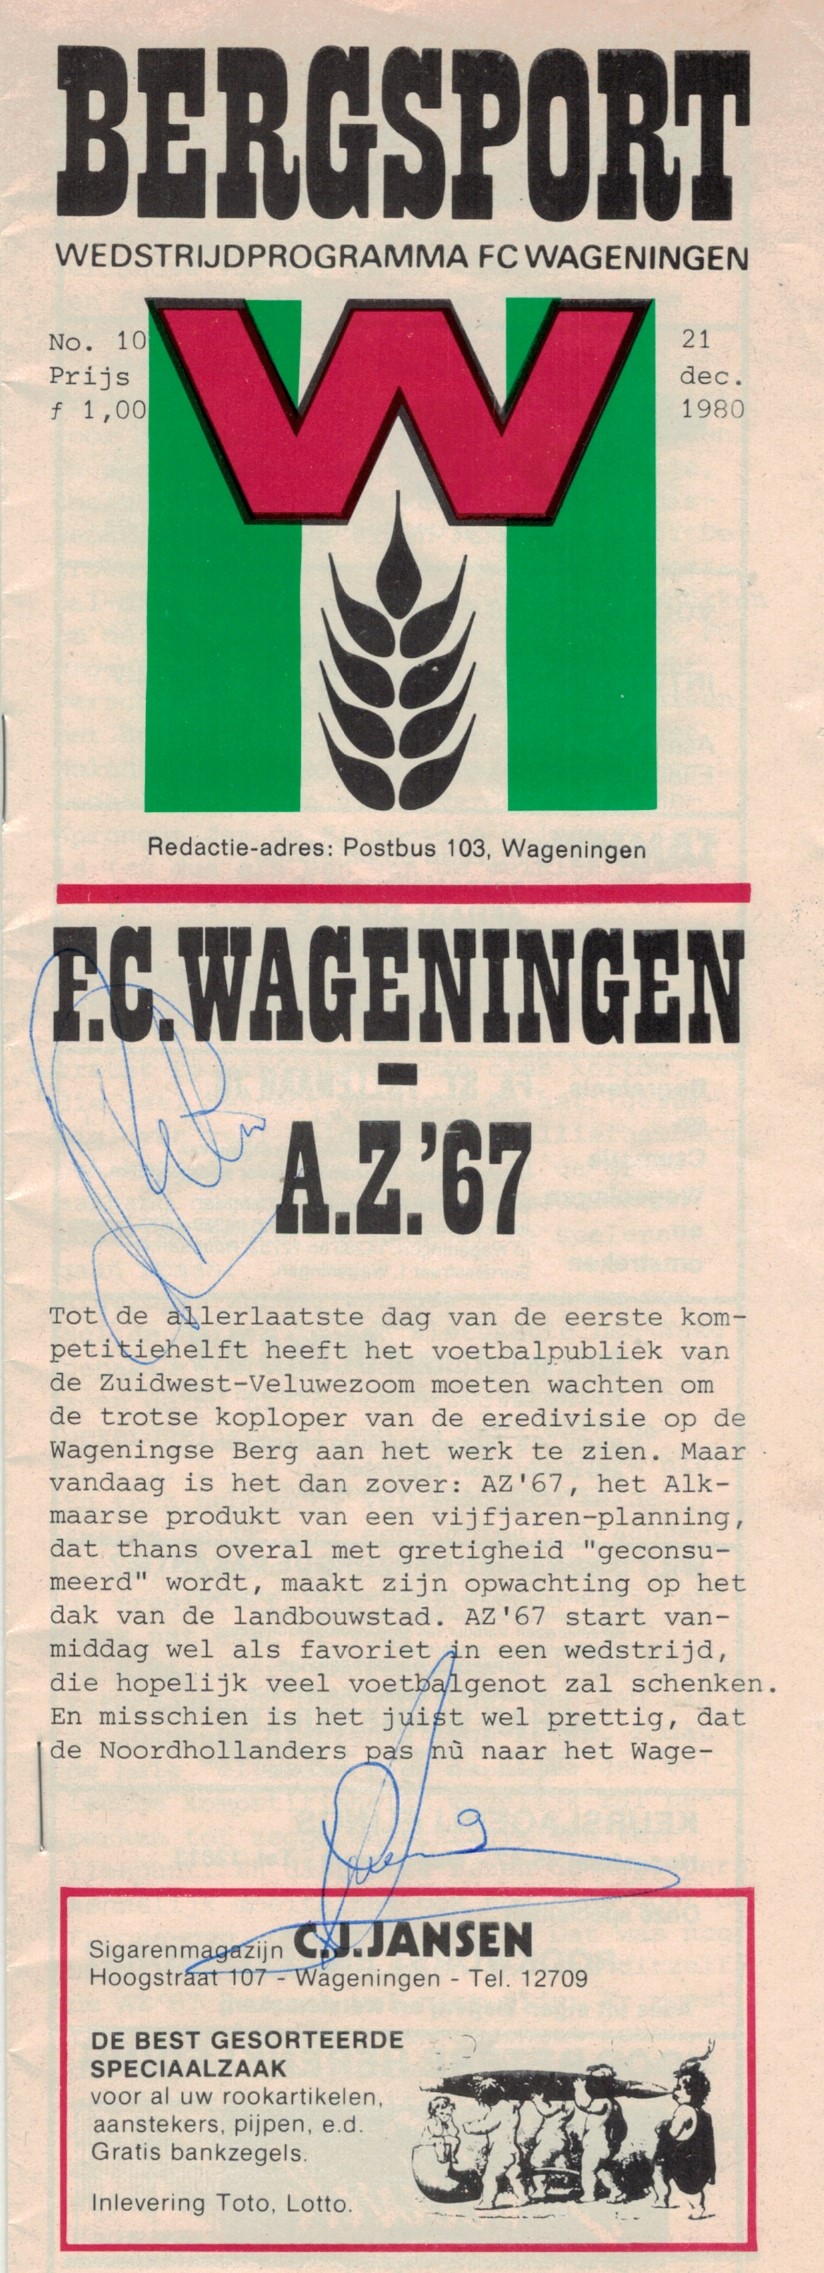 BERGSPORT
WEDSTRIJDPROGRAMMA FC WAGENINGEN
No. 10
Prijs
ƒ 1,00
W
21
dec.
1980
Redactie-adres: Postbus 103, Wageningen
F.C. WAGENINGEN
-
A.Z.'67
Tot de allerlaatste dag van de eerste kom-
petitiehelft heeft het voetbalpubliek van
de Zuidwest-Veluwezoom moeten wachten om
de trotse koploper van de eredivisie op de
Wageningse Berg aan het werk te zien. Maar
vandaag is het dan zover: AZ'67, het Alk-
maarse produkt van een vijfjaren-planning,
dat thans overal met gretigheid "geconsu-
meerd" wordt, maakt zijn opwachting op het
dak van de landbouwstad. AZ'67 start van-
middag wel als favoriet in een wedstrijd,
die hopelijk veel voetbalgenot zal schenken.
En misschien is het juist wel prettig, dat
de Noordhollanders pas nù naar het Wage-
Sigarenmagazijn C.J. JANSEN
Hoogstraat 107 - Wageningen - Tel. 12709
DE BEST GESORTEERDE
SPECIAALZAAK
voor al uw rookartikelen,
aanstekers, pijpen, e.d.
Gratis bankzegels.
Inlevering Toto, Lotto.